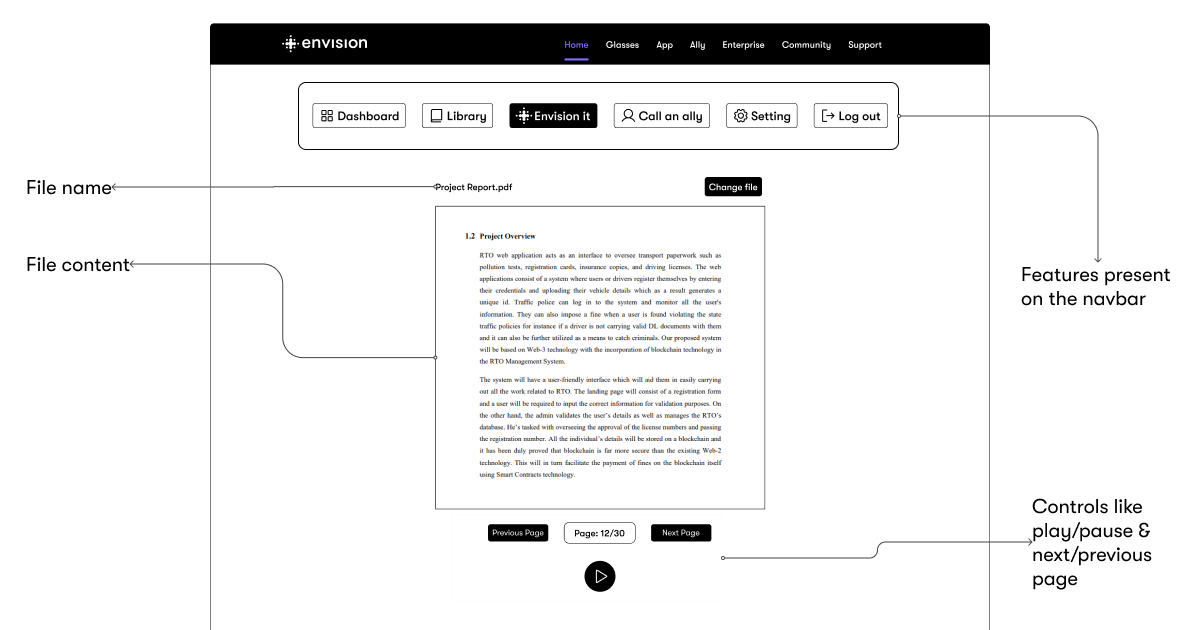 envision
Home Glasses App Ally Enterprise Community Support
Dashboard Library Envision it Call an ally Setting Log out
File name
Project Report.pdf
Change file
File content
1.2 Project Overview
RTO web application acts as an interface to oversee transport paperwork such as
pollution tests, registration cards, insurance copies, and driving licenses. The web
applications consist of a system where users or drivers register themselves by entering
their credentials and uploading their vehicle details which as a result generates a
unique id. Traffic police can log in to the system and monitor all the user's
information. They can also impose a fine when a user is found violating the state
traffic policies for instance if a driver is not carrying valid DL documents with them
and it can also be further utilized as a means to catch criminals. Our proposed system
will be based on Web-3 technology with the incorporation of blockchain technology in
the RTO Management System.
The system will have a user-friendly interface which will aid them in easily carrying
out all the work related to RTO. The landing page will consist of a registration form
and a user will be required to input the correct information for validation purposes. On
the other hand, the admin validates the user's details as well as manages the RTO's
database. He's tasked with overseeing the approval of the license numbers and passing
the registration number. All the individual's details will be stored on a blockchain and
it has been duly proved that blockchain is far more secure than the existing Web-2
technology. This will in turn facilitate the payment of fines on the blockchain itself
using Smart Contracts technology.
Features present
on the navbar
Previous Page Page: 12/30 Next Page
Controls like
play/pause &
next/previous
page